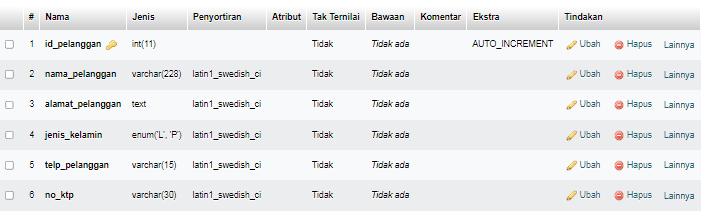 # Nama Jenis Penyortiran Atribut Tak Ternilai Bawaan Komentar Ekstra Tindakan
1 id_pelanggan int(11) Tidak Tidak ada AUTO_INCREMENT Ubah Hapus Lainnya
2 nama_pelanggan varchar(228) latin1_swedish_ci Tidak Tidak ada Ubah Hapus Lainnya
3 alamat_pelanggan text latin1_swedish_ci Tidak Tidak ada Ubah Hapus Lainnya
4 jenis_kelamin enum('L', 'P') latin1_swedish_ci Tidak Tidak ada Ubah Hapus Lainnya
5 telp_pelanggan varchar(15) latin1_swedish_ci Tidak Tidak ada Ubah Hapus Lainnya
6 no_ktp varchar(30) latin1_swedish_ci Tidak Tidak ada Ubah Hapus Lainnya